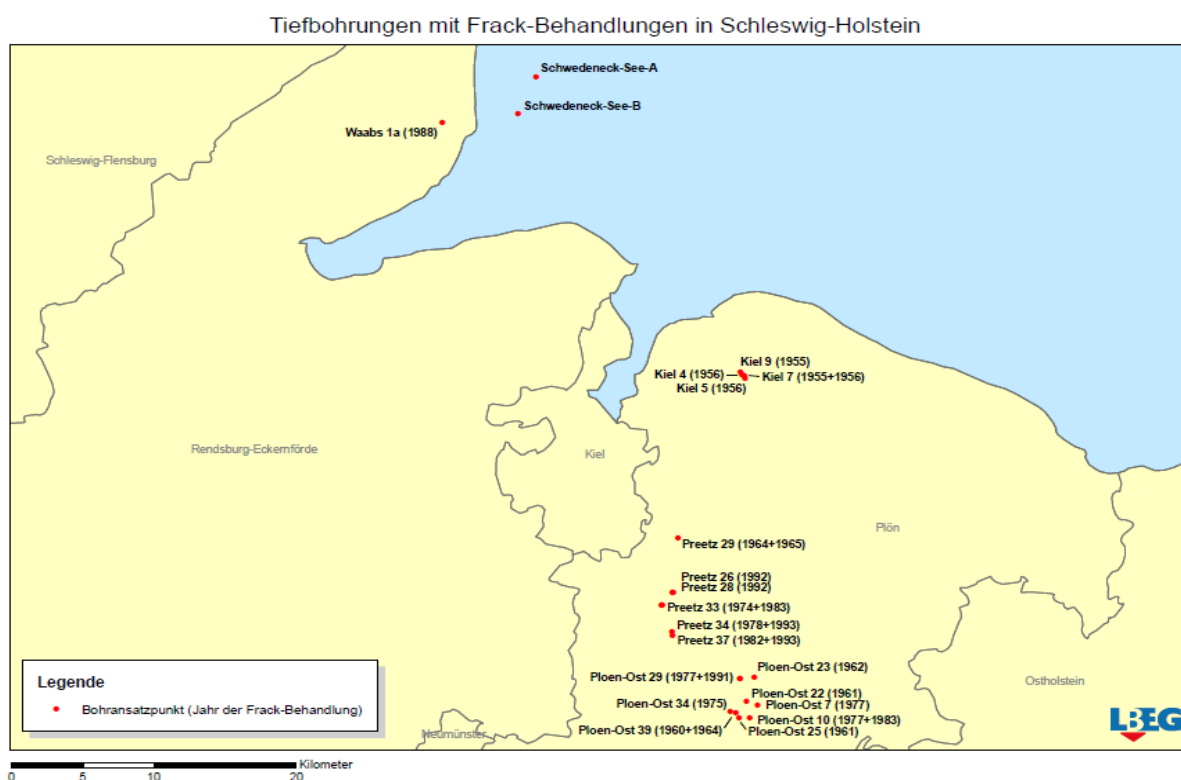 Tiefbohrungen mit Frack-Behandlungen in Schleswig-Holstein
Schwedeneck-See-A
Schwedeneck-See-B
Waabs 1a (1988)
Schleswig-Flensburg
Kiel 9 (1955)
Kiel 4 (1956)
Kiel 7 (1955+1956)
Kiel 5 (1956)
Rendsburg-Eckernförde
Kiel
Plön
Preetz 29 (1964+1965)
Preetz 26 (1992)
Preetz 28 (1992)
Preetz 33 (1974+1983)
Preetz 34 (1978+1993)
Preetz 37 (1982+1993)
Ploen-Ost 23 (1962)
Ploen-Ost 29 (1977+1991)
Ostholstein
Ploen-Ost 22 (1961)
Ploen-Ost 34 (1975)
Ploen-Ost 7 (1977)
Ploen-Ost 10 (1977+1983)
Ploen-Ost 39 (1960+1964)
Ploen-Ost 25 (1961)
Neumünster
Legende
Bohransatzpunkt (Jahr der Frack-Behandlung)
LBEG
Kilometer
0 5 10 20